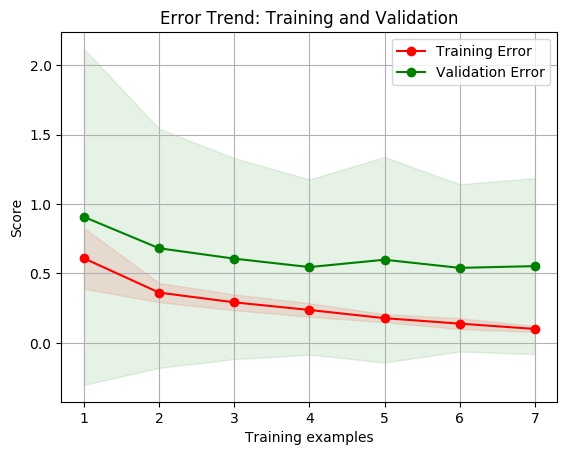 Error Trend: Training and Validation
Training Error
Validation Error
2.0
1.5
1.0
0.5
0.0
Score
1 2 3 4 5 6 7
Training examples